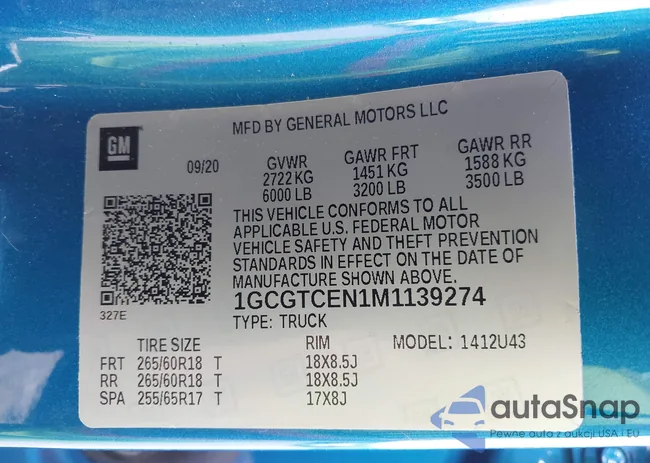 MFD BY GENERAL MOTORS LLC
GM
09/20
GVWR GAWR FRT GAWR RR
2722 KG 1451 KG 1588 KG
6000 LB 3200 LB 3500 LB
THIS VEHICLE CONFORMS TO ALL
APPLICABLE U.S. FEDERAL MOTOR
VEHICLE SAFETY AND THEFT PREVENTION
STANDARDS IN EFFECT ON THE DATE OF
MANUFACTURE SHOWN ABOVE.
327E
1GCGTCEN1M1139274
TYPE: TRUCK
TIRE SIZE RIM MODEL: 1412U43
FRT 265/60R18 T 18X8.5J
RR 265/60R18 T 18X8.5J
SPA 255/65R17 T 17X8J
autaSnap
Pewne auta z aukcji USA i EU